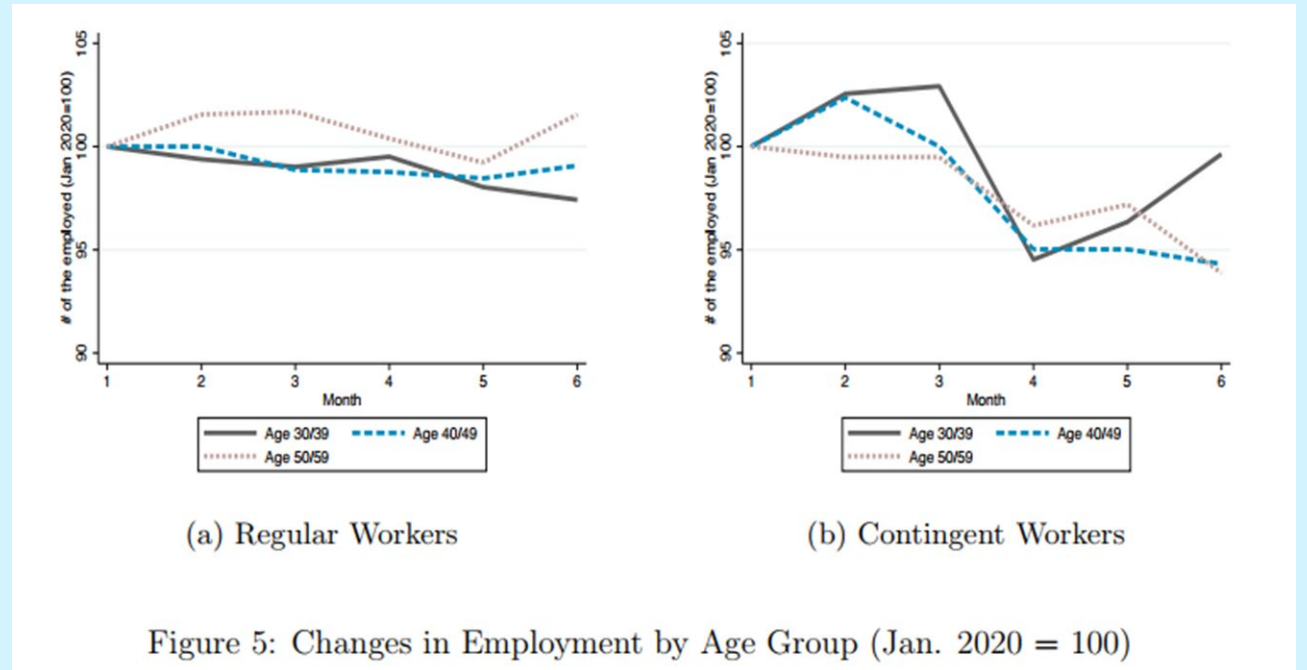 # of the employed (Jan 2020=100)
105
100
95
90
1 2 3 4 5 6
Month
Age 30/39 Age 40/49
Age 50/59
(a) Regular Workers
# of the employed (Jan 2020=100)
105
100
95
90
1 2 3 4 5 6
Month
Age 30/39 Age 40/49
Age 50/59
(b) Contingent Workers
Figure 5: Changes in Employment by Age Group (Jan. 2020 = 100)